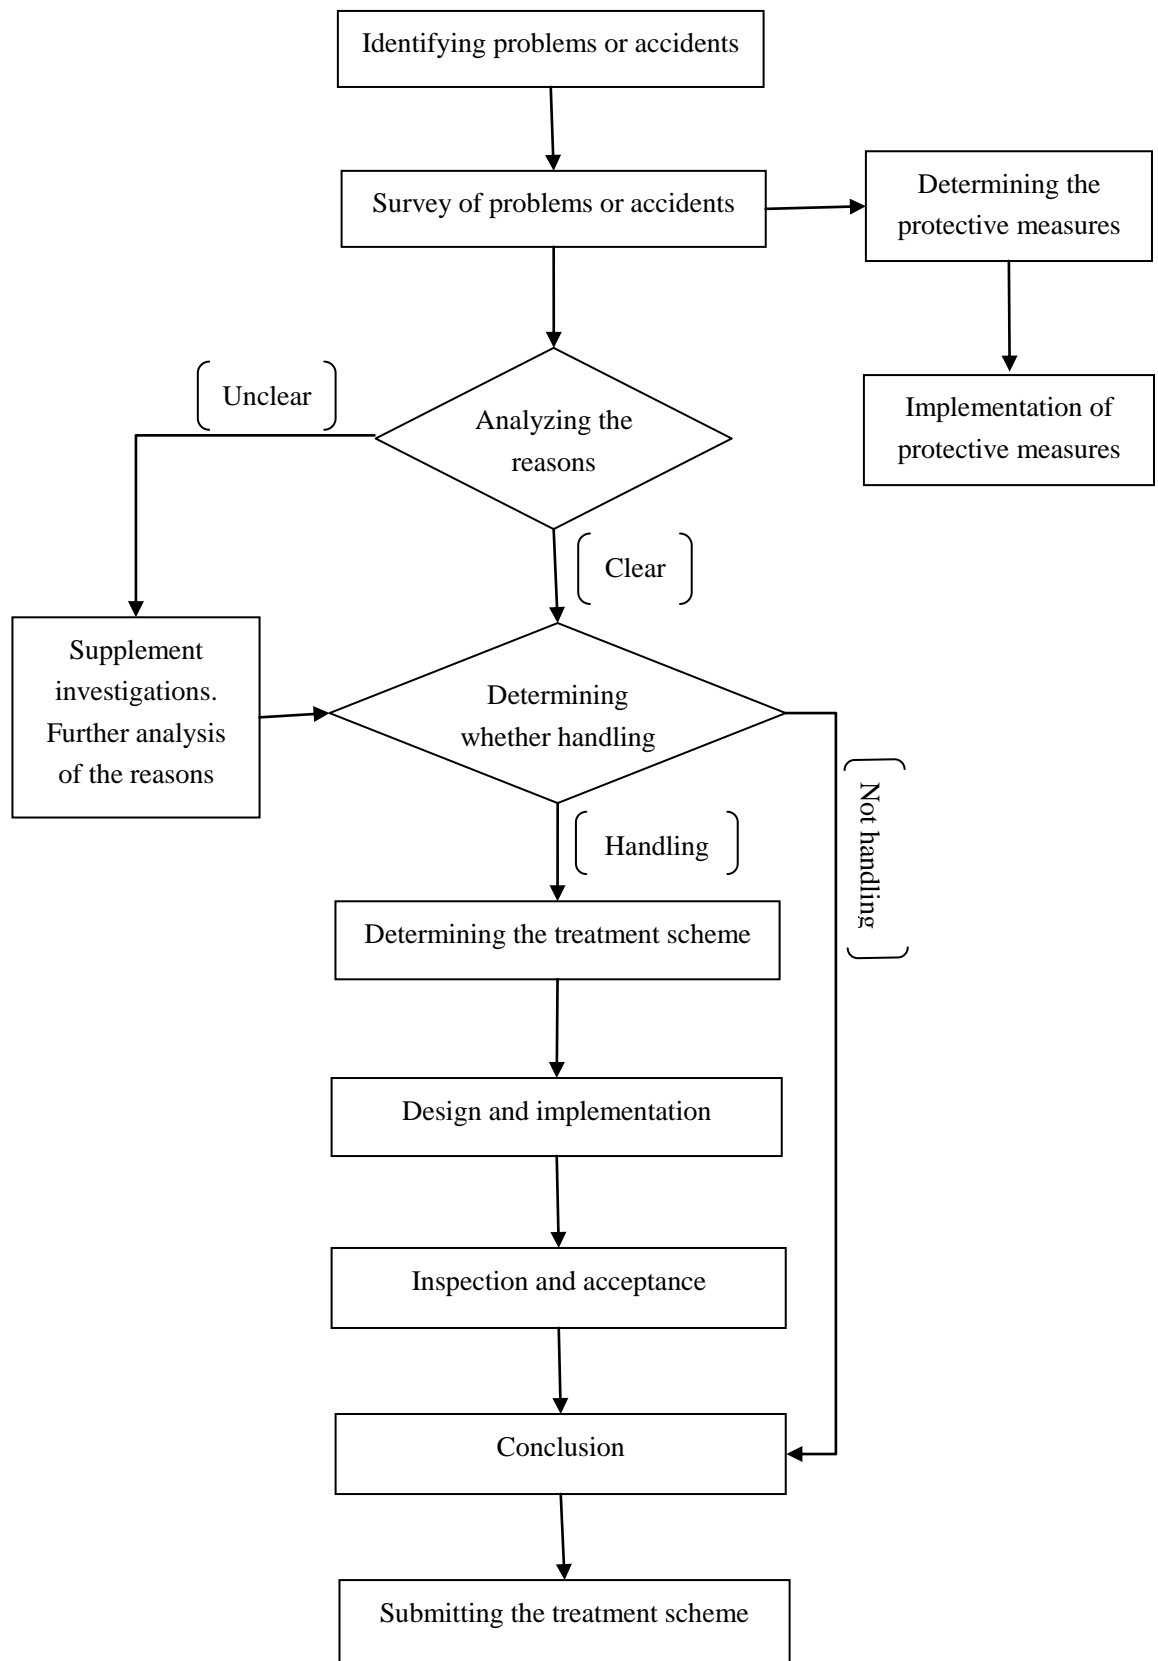 Identifying problems or accidents
Survey of problems or accidents
Determining the
protective measures
Implementation of
protective measures
Unclear
Analyzing the
reasons
Clear
Supplement
investigations.
Further analysis
of the reasons
Determining
whether handling
Not handling
Handling
Determining the treatment scheme
Design and implementation
Inspection and acceptance
Conclusion
Submitting the treatment scheme